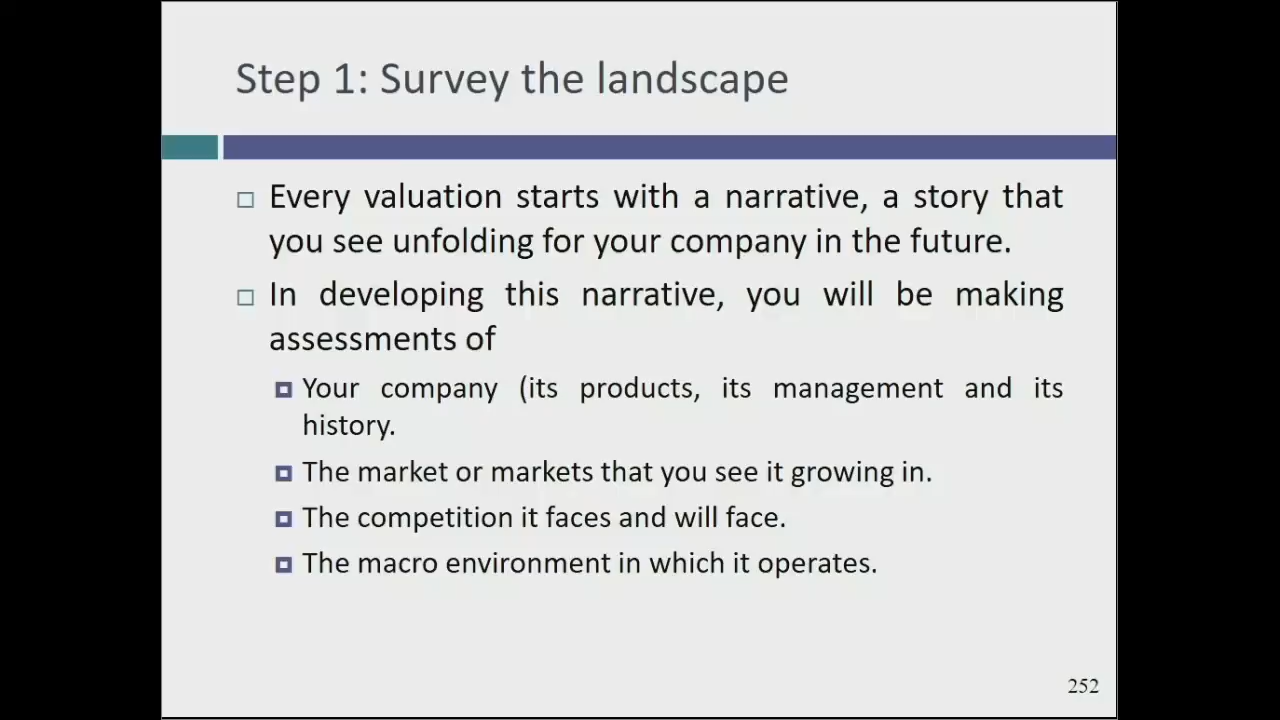 Step 1: Survey the landscape
Every valuation starts with a narrative, a story that
you see unfolding for your company in the future.
In developing this narrative, you will be making
assessments of
Your company (its products, its management and its
history.
The market or markets that you see it growing in.
The competition it faces and will face.
The macro environment in which it operates.
252